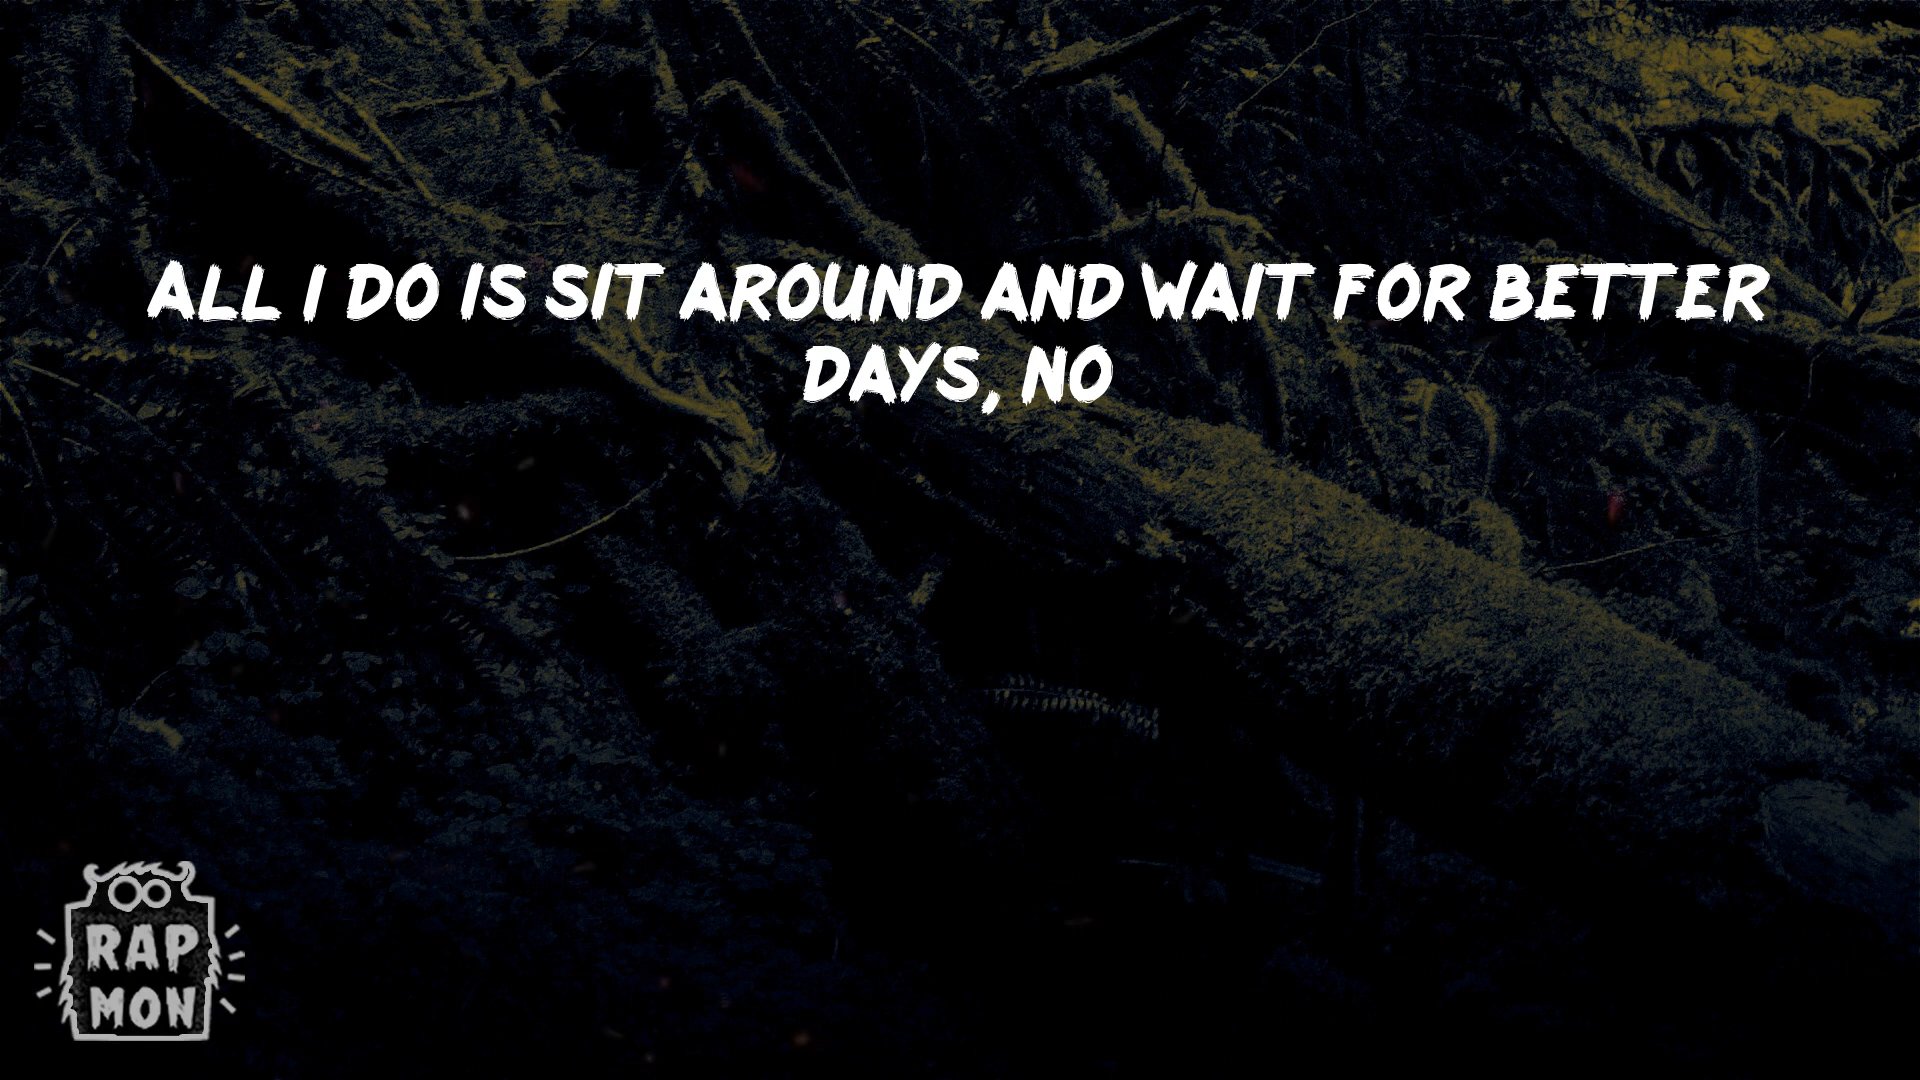 ALL I DO IS SIT AROUND AND WAIT FOR BETTER
DAYS, NO
RAP
MON